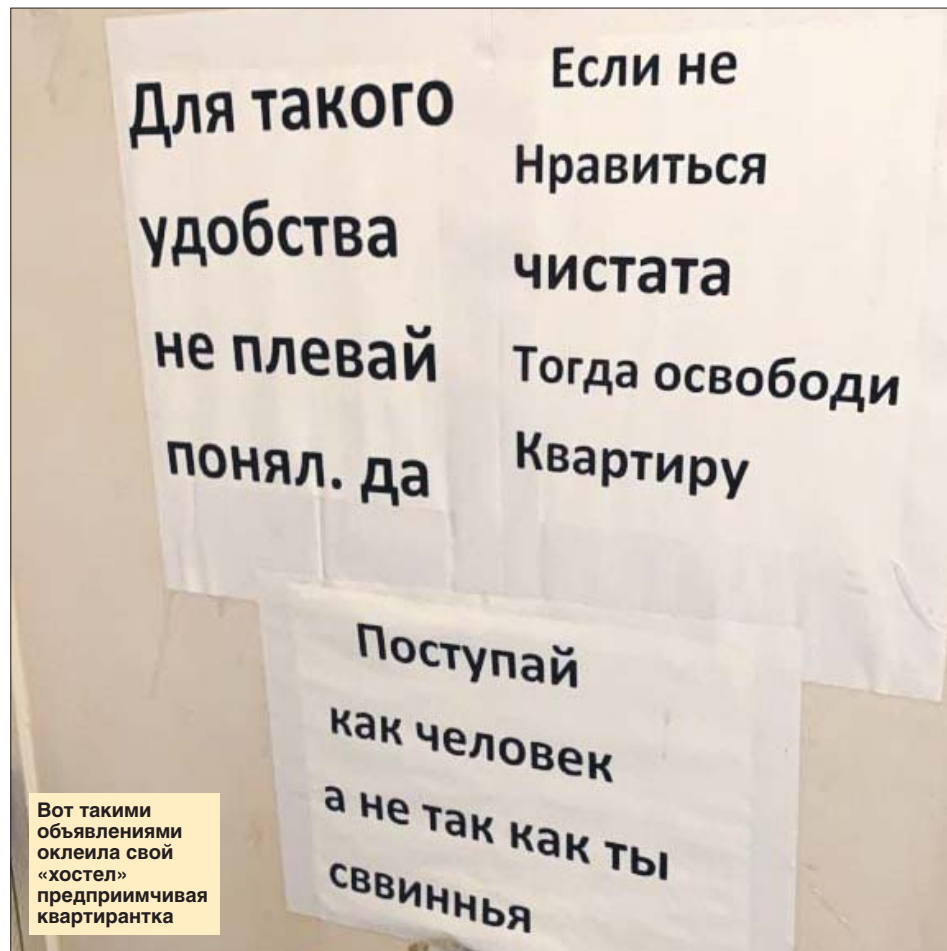 Для такого
удобства
не плевай
понял. да
Если не
Нравиться
чистата
Тогда освободи
Квартиру
Поступай
как человек
а не так как ты
сввиннья
Вот такими
объявлениями
оклеила свой
«хостел»
предприимчивая
квартирантка